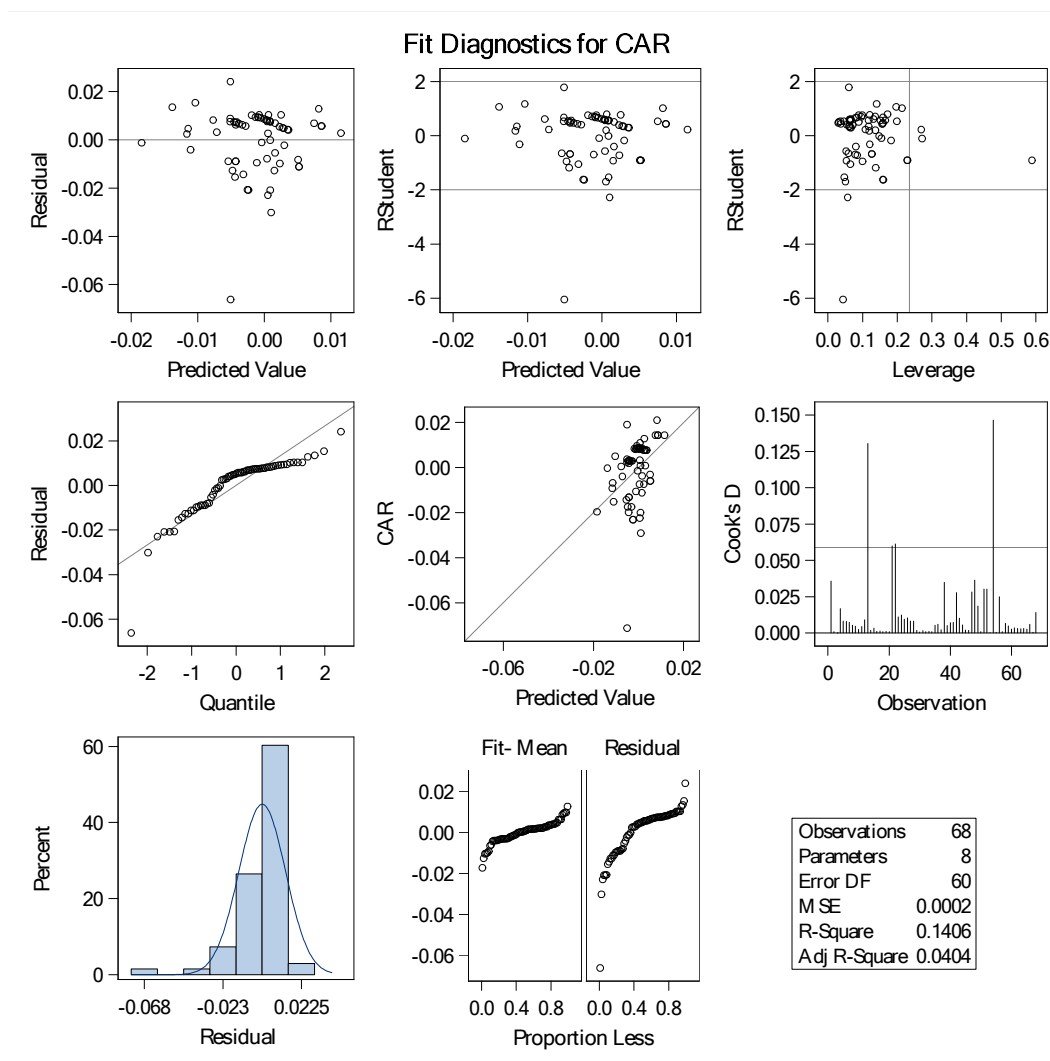 Fit Diagnostics for CAR
0.02
0.00
-0.02
-0.04
-0.06
Residual
-0.02 -0.01 0.00 0.01
Predicted Value
2
0
-2
-4
-6
RStudent
-0.02 -0.01 0.00 0.01
Predicted Value
2
0
-2
-4
-6
RStudent
0.0 0.1 0.2 0.3 0.4 0.5 0.6
Leverage
0.02
0.00
-0.02
-0.04
-0.06
Residual
-2 -1 0 1 2
Quantile
0.02
0.00
-0.02
-0.04
-0.06
CAR
-0.06 -0.02 0.02
Predicted Value
0.150
0.125
0.100
0.075
0.050
0.025
0.000
Cook's D
0 20 40 60
Observation
60
40
20
0
Percent
-0.068 -0.023 0.0225
Residual
Fit-Mean Residual
0.02
0.00
-0.02
-0.04
-0.06
0.0 0.4 0.8 0.0 0.4 0.8
Proportion Less
Observations 68
Parameters 8
Error DF 60
MSE 0.0002
R-Square 0.1406
Adj R-Square 0.0404